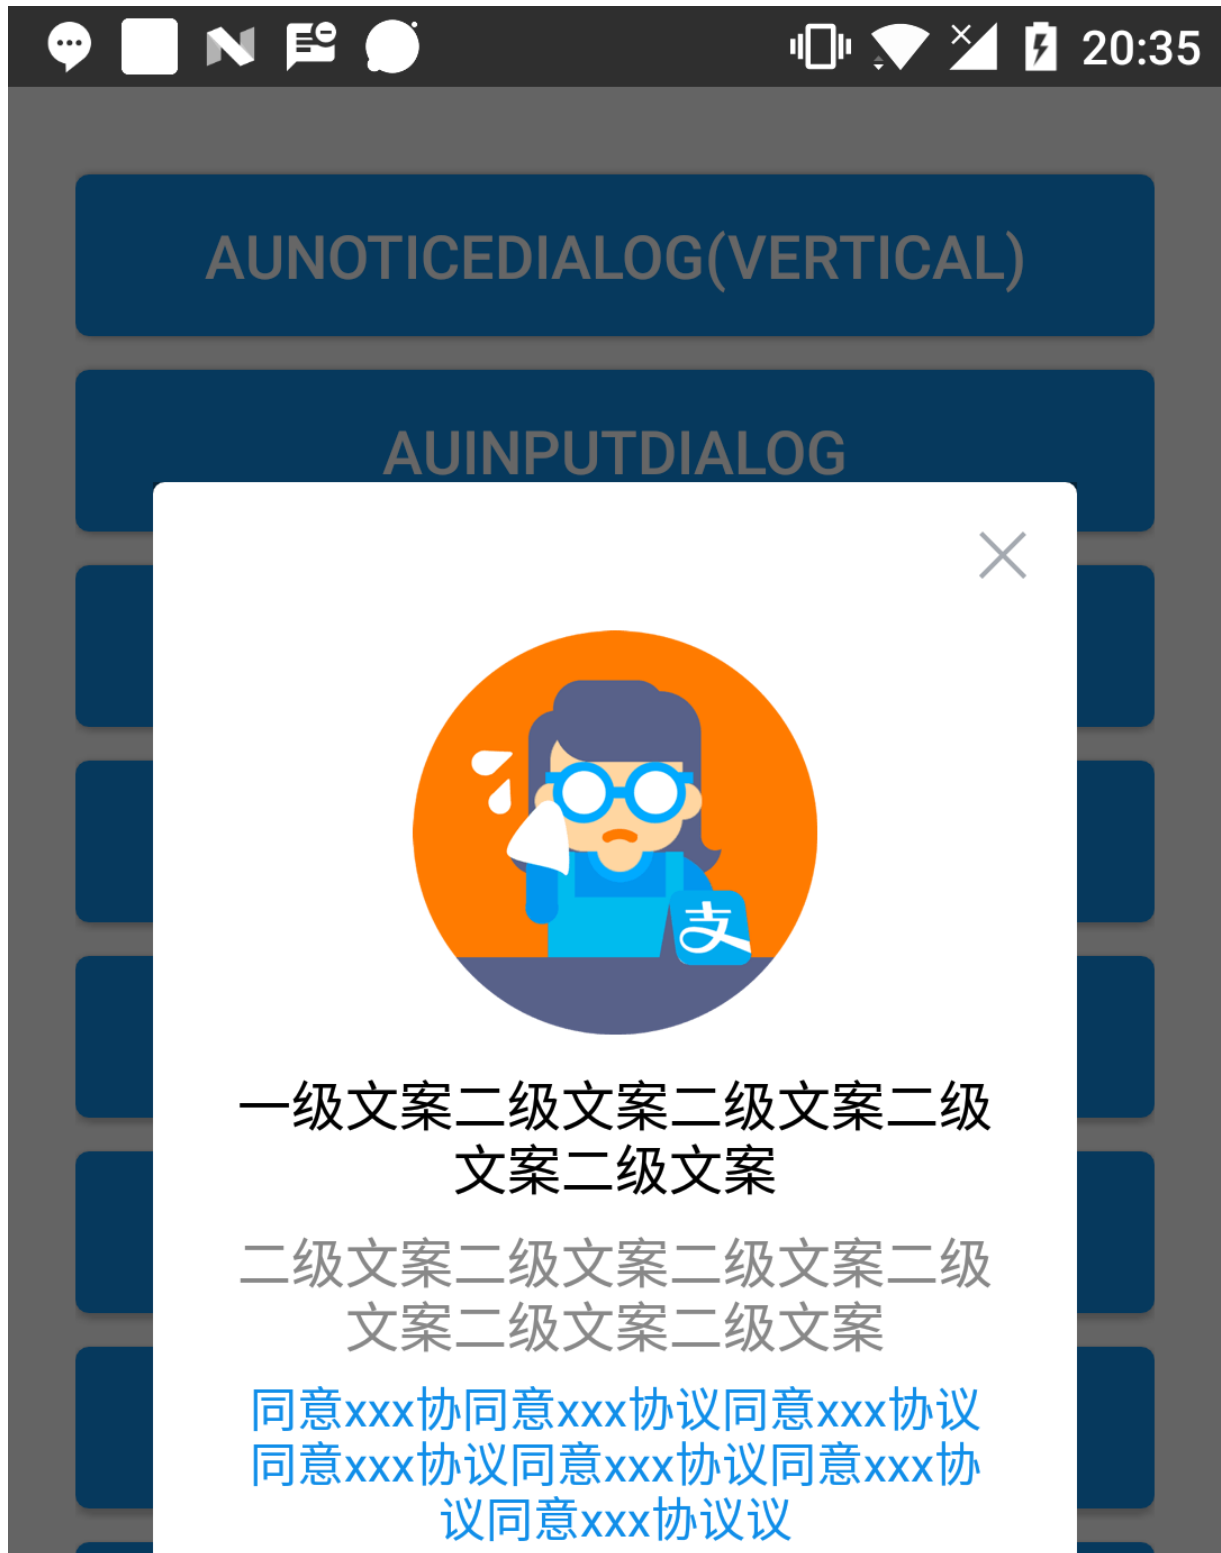 20:35
AUNOTICEDIALOG(VERTICAL)
AUINPUTDIALOG
支
一级文案二级文案二级文案二级
文案二级文案
二级文案二级文案二级文案二级
文案二级文案二级文案
同意xxx协同意xxx协议同意xxx协议
同意xxx协议同意xxx协议同意xxx协
议同意xxx协议议